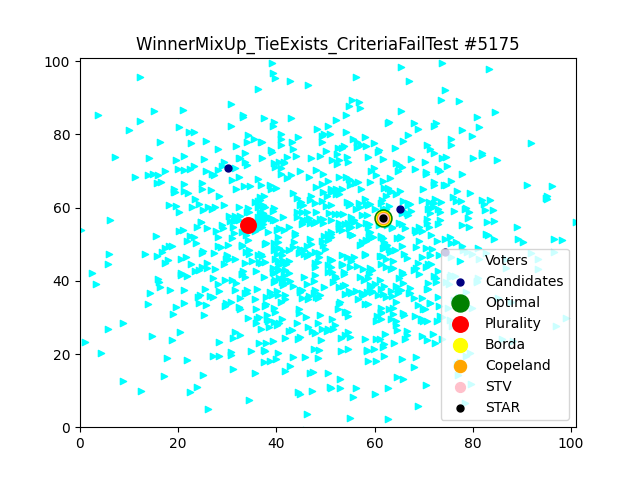 WinnerMixUp_TieExists_CriteriaFailTest #5175
100
80
60
40
20
0
0 20 40 60 80 100
Voters
Candidates
Optimal
Plurality
Borda
Copeland
STV
STAR